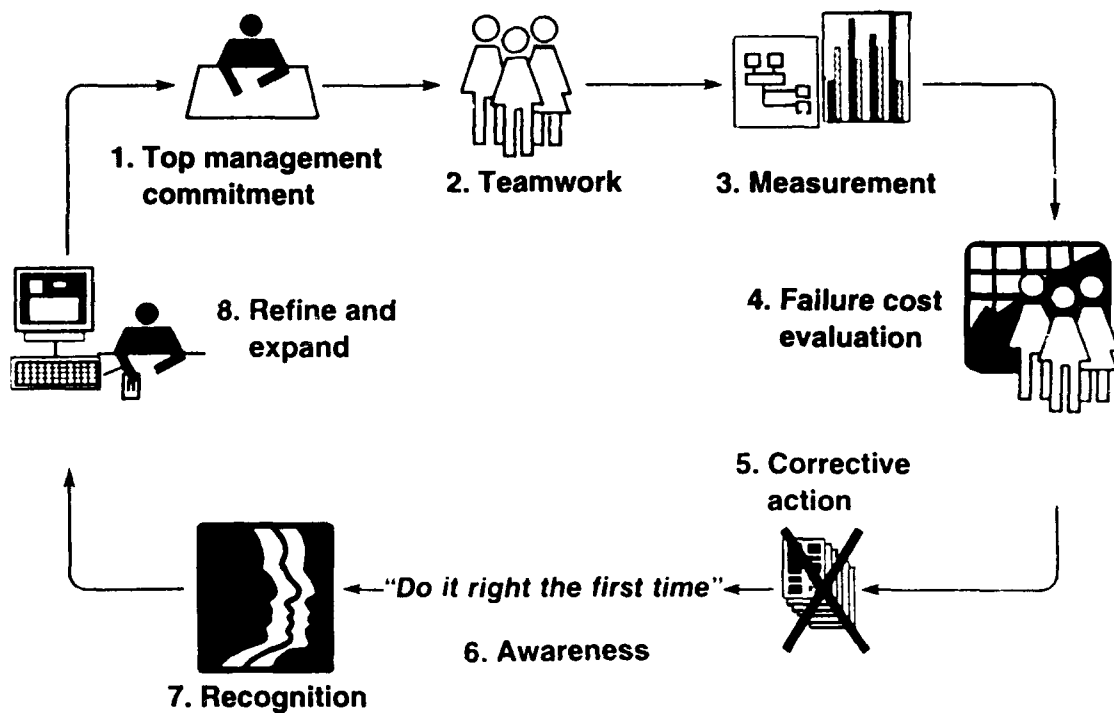 1. Top management
commitment
2. Teamwork
3. Measurement
4. Failure cost
evaluation
5. Corrective
action
"Do it right the first time"
6. Awareness
7. Recognition
8. Refine and
expand